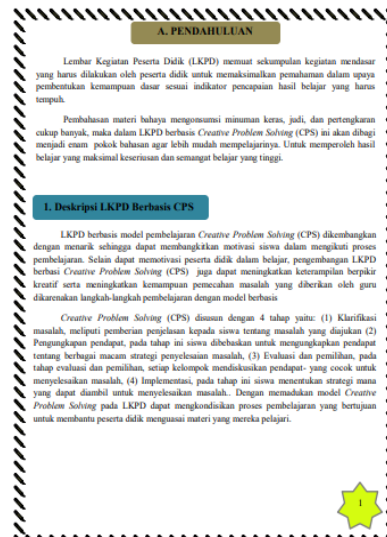 A. PENDAHULUAN
Lembar Kegiatan Peserta Didik (LKPD) memuat sekumpulan kegiatan mendasar
yang harus dilakukan oleh peserta didik untuk memaksimalkan pemahaman dalam upaya
pembentukan kemampuan dasar sesuai indikator pencapaian hasil belajar yang harus
tempuh.
Pembahasan materi bahaya mengonsumsi minuman keras, judi, dan pertengkaran
cukup banyak, maka dalam LKPD berbasis Creative Problem Solving (CPS) ini akan dibagi
menjadi enam pokok bahasan agar lebih mudah mempelajarinya. Untuk memperoleh hasil
belajar yang maksimal keseriusan dan semangat belajar yang tinggi.
1. Deskripsi LKPD Berbasis CPS
LKPD berbasis model pembelajaran Creative Problem Solving (CPS) dikembangkan
dengan menarik sehingga dapat membangkitkan motivasi siswa dalam mengikuti proses
pembelajaran. Selain dapat memotivasi peserta didik dalam belajar, pengembangan LKPD
berbasi Creative Problem Solving (CPS) juga dapat meningkatkan keterampilan berpikir
kreatif serta meningkatkan kemampuan pemecahan masalah yang diberikan oleh guru
dikarenakan langkah-langkah pembelajaran dengan model berbasis
Creative Problem Solving (CPS) disusun dengan 4 tahap yaitu: (1) Klarifikasi
masalah, meliputi pemberian penjelasan kepada siswa tentang masalah yang diajukan (2)
Pengungkapan pendapat, pada tahap ini siswa dibebaskan untuk mengungkapkan pendapat
tentang berbagai macam strategi penyelesaian masalah, (3) Evaluasi dan pemilihan, pada
tahap evaluasi dan pemilihan, setiap kelompok mendiskusikan pendapat- yang cocok untuk
menyelesaikan masalah, (4) Implementasi, pada tahap ini siswa menentukan strategi mana
yang dapat diambil untuk menyelesaikan masalah.. Dengan memadukan model Creative
Problem Solving pada LKPD dapat mengkondisikan proses pembelajaran yang bertujuan
untuk membantu peserta didik menguasai materi yang mereka pelajari.
1